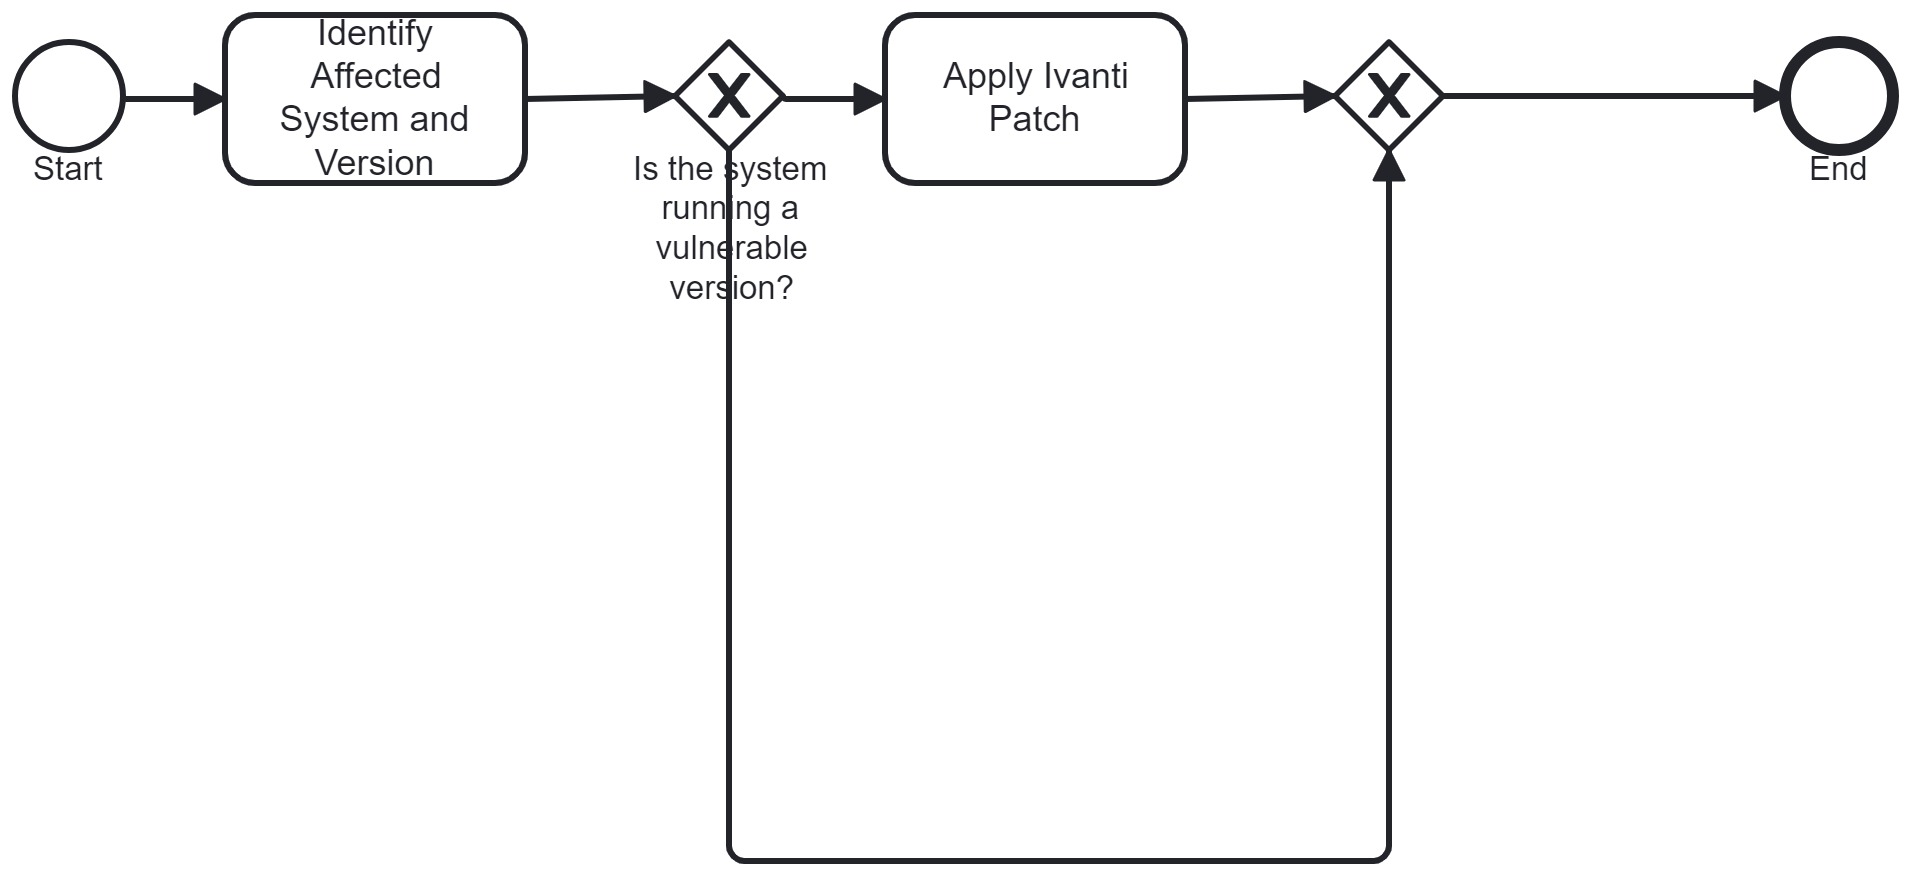 Start
Identify
Affected
System and
Version
X
Is the system
running a
vulnerable
version?
Apply Ivanti
Patch
X
End